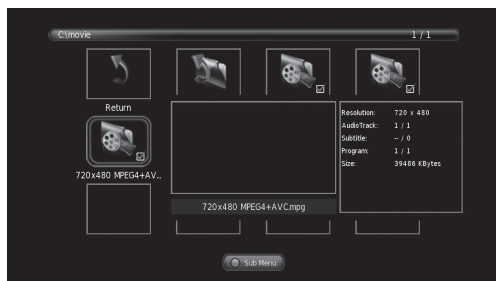 C:\movie 1 / 1
Return
720x480 MPEG4+AV..
Resolution: 720 x 480
AudioTrack: 1 / 1
Subtitle: -- / 0
Program: 1 / 1
Size: 39486 KBytes
720x480 MPEG4+AVC.mpg
Sub Menu